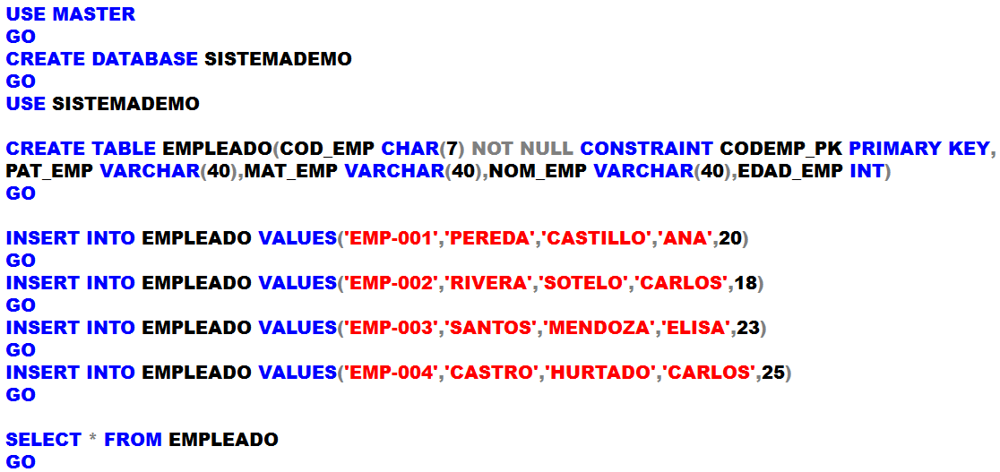 USE MASTER
GO
CREATE DATABASE SISTEMADEMO
GO
USE SISTEMADEMO
CREATE TABLE EMPLEADO(COD_EMP CHAR(7) NOT NULL CONSTRAINT CODEMP_PK PRIMARY KEY,
PAT_EMP VARCHAR(40),MAT_EMP VARCHAR(40),NOM_EMP VARCHAR(40),EDAD_EMP INT)
GO
INSERT INTO EMPLEADO VALUES('EMP-001','PEREDA','CASTILLO','ANA',20)
GO
INSERT INTO EMPLEADO VALUES('EMP-002','RIVERA','SOTELO','CARLOS',18)
GO
INSERT INTO EMPLEADO VALUES('EMP-003','SANTOS','MENDOZA','ELISA',23)
GO
INSERT INTO EMPLEADO VALUES('EMP-004','CASTRO','HURTADO','CARLOS',25)
GO
SELECT * FROM EMPLEADO
GO